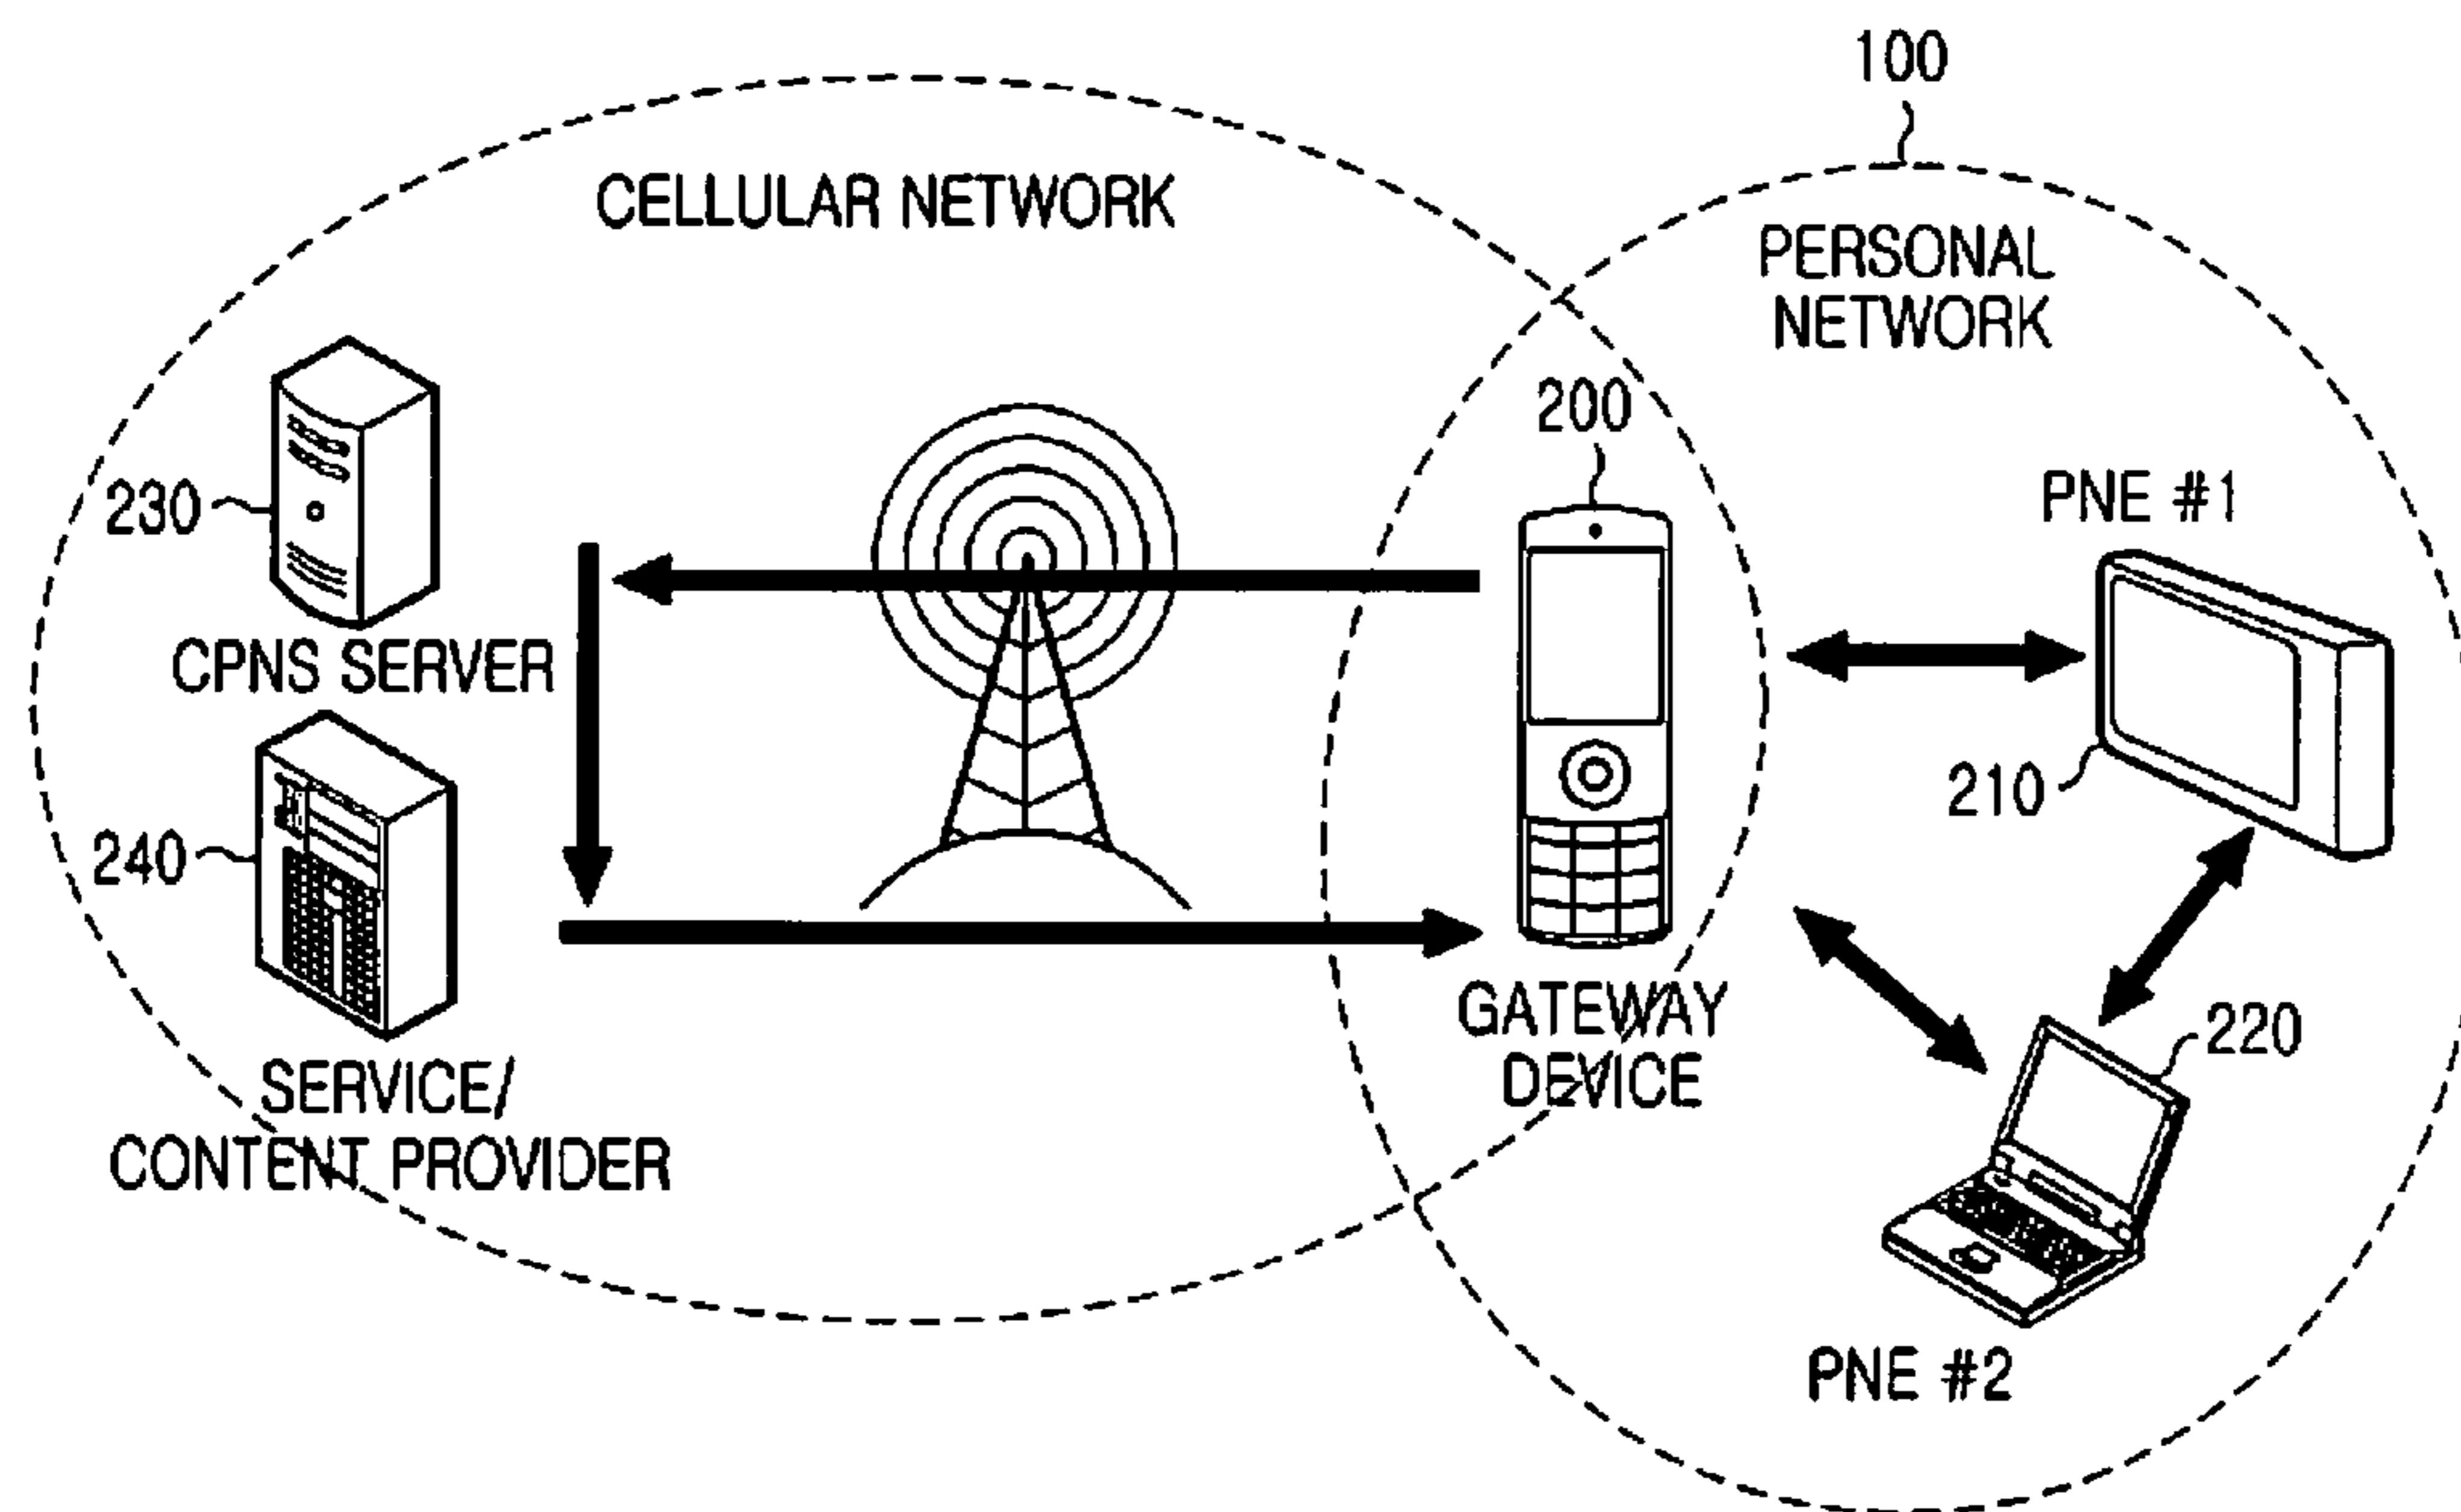 100
CELLULAR NETWORK
PERSONAL
NETWORK
200
PNE #1
230
CPNS SERVER
210
240
GATEWAY
DEVICE
220
SERVICE/
CONTENT PROVIDER
PNE #2